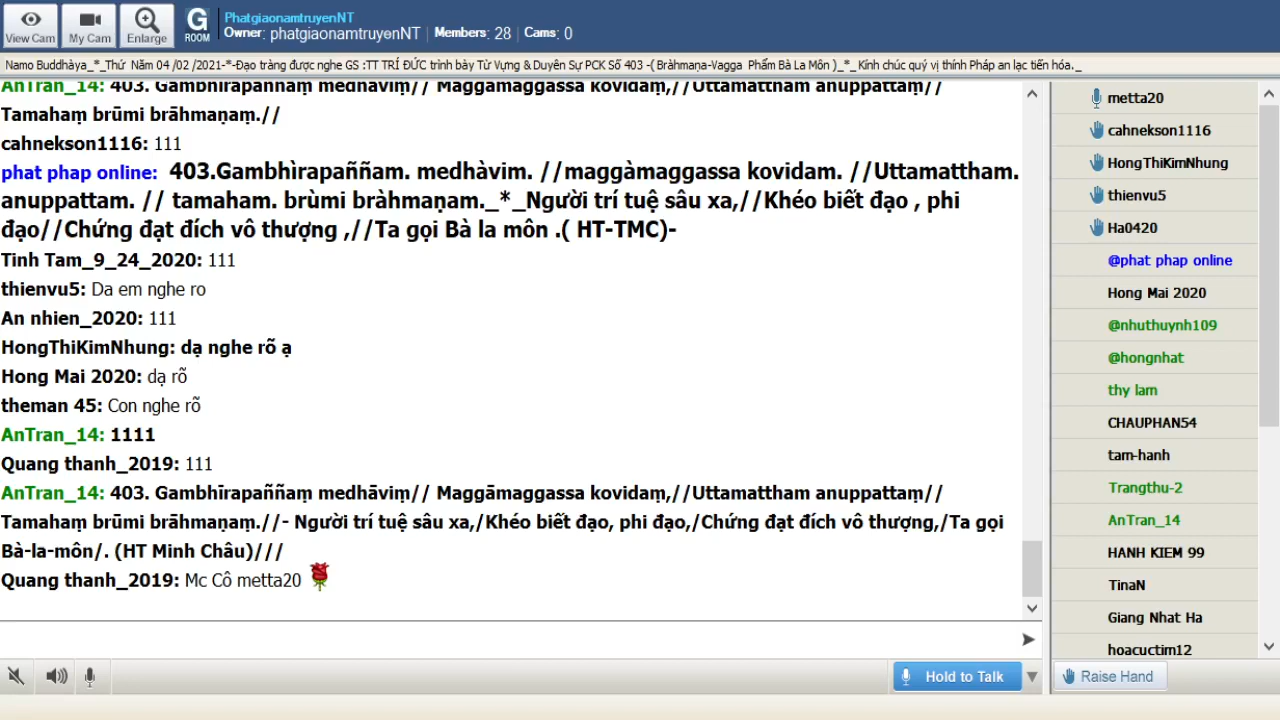 View Cam
My Cam
Enlarge
G
ROOM
PhatgiaonamtruyenNT
Owner: phatgiaonamtruyenNT | Members: 28 | Cams: 0
Namo Buddhàya_*_Thứ Năm 04 /02 /2021-*-Đạo tràng được nghe GS :TT TRÍ ĐỨC trình bày Từ Vựng & Duyên Sự PCK Số 403 -( Bràhmaṇa-Vagga Phẩm Bà La Môn )_*_ Kính chúc quý vị thính Pháp an lạc tiến hóa._
AnTran_14: 403. Gambhīrapaññaṃ medhāviṃ// Maggāmaggassa kovidaṃ,//Uttamattham anuppattaṃ//
Tamahaṃ brūmi brāhmaṇaṃ.//
cahnekson1116: 111
phat phap online: 403.Gambhìrapaññam. medhàvim. //maggàmaggassa kovidam. //Uttamattham.
anuppattam. // tamaham. brùmi bràhmaṇam._*_Người trí tuệ sâu xa,//Khéo biết đạo , phi
đạo//Chứng đạt đích vô thượng ,//Ta gọi Bà la môn .( HT-TMC)-
Tinh Tam_9_24_2020: 111
thienvu5: Da em nghe ro
An nhien_2020: 111
HongThiKimNhung: dạ nghe rõ ạ
Hong Mai 2020: dạ rõ
theman 45: Con nghe rõ
AnTran_14: 1111
Quang thanh_2019: 111
AnTran_14: 403. Gambhīrapaññaṃ medhāviṃ// Maggāmaggassa kovidaṃ,//Uttamattham anuppattaṃ//
Tamahaṃ brūmi brāhmaṇaṃ.//- Người trí tuệ sâu xa,/Khéo biết đạo, phi đạo,/Chứng đạt đích vô thượng,/Ta gọi
Bà-la-môn/. (HT Minh Châu)///
Quang thanh_2019: Mc Cô metta20
Hold to Talk
metta20
cahnekson1116
HongThiKimNhung
thienvu5
Ha0420
@phat phap online
Hong Mai 2020
@nhuthuynh109
@hongnhat
thy lam
CHAUPHAN54
tam-hanh
Trangthu-2
AnTran_14
HANH KIEM 99
TinaN
Giang Nhat Ha
hoacuctim12
Raise Hand